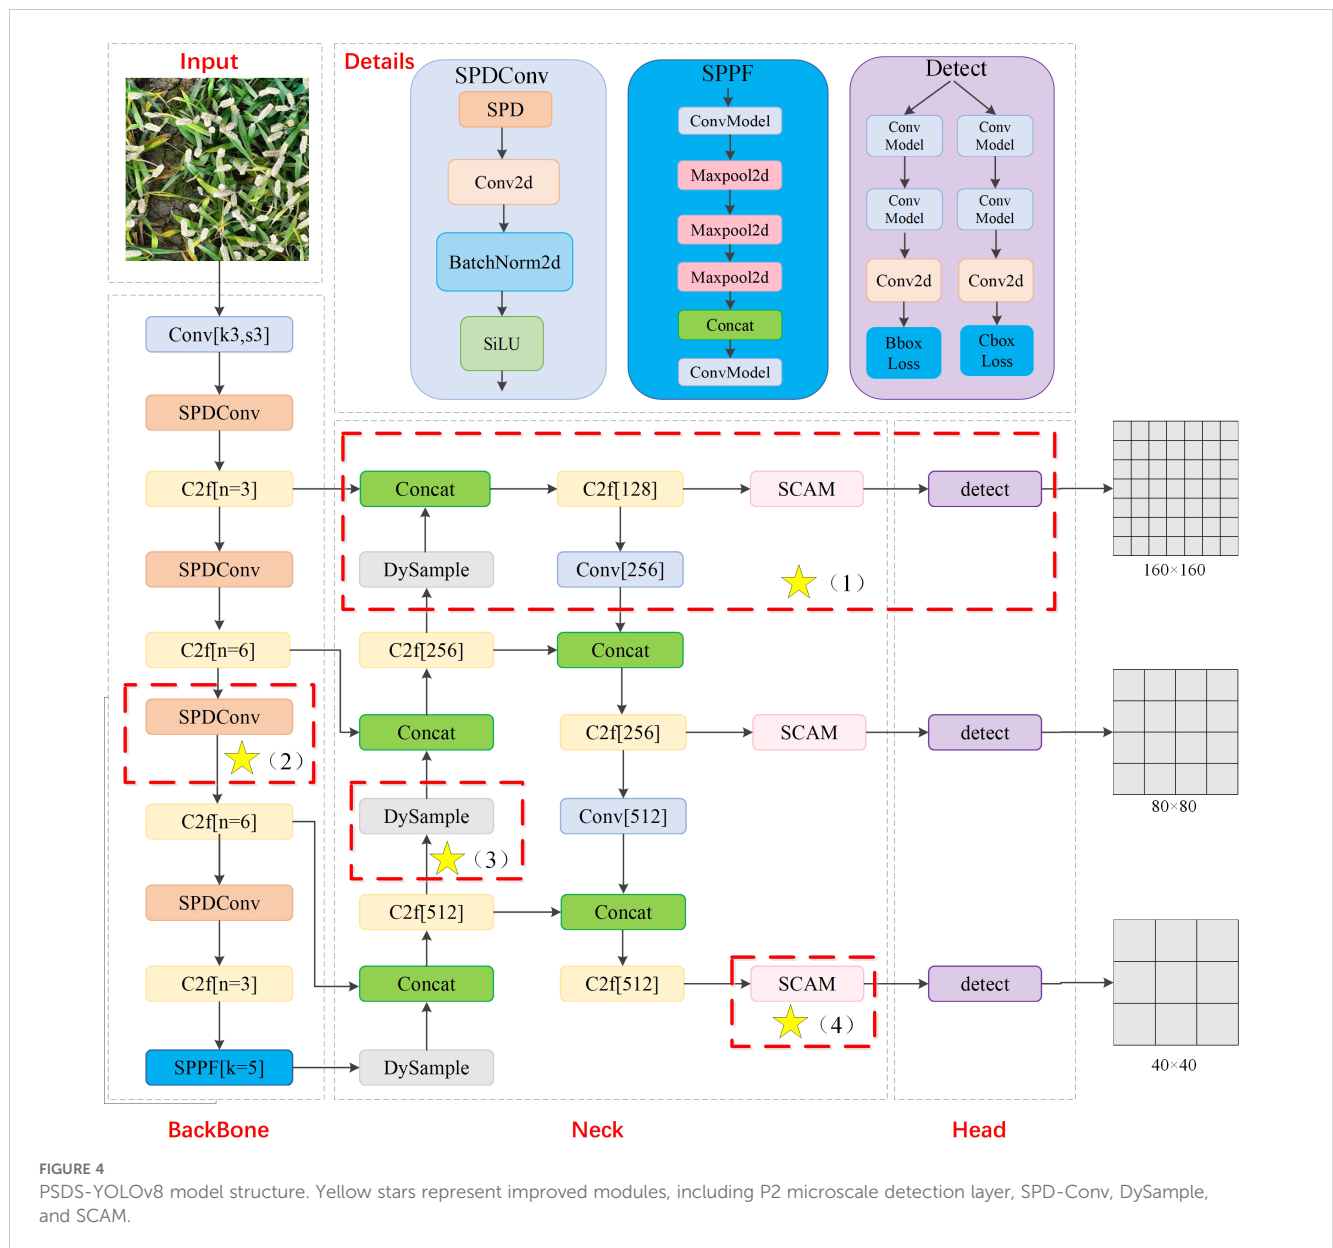 Input
Details
SPDConv
SPD
Conv2d
BatchNorm2d
SiLU
SPPF
ConvModel
Maxpool2d
Maxpool2d
Maxpool2d
Concat
ConvModel
Detect
Conv
Model
Conv
Model
Conv
Model
Conv
Model
Conv2d
Conv2d
Bbox
Loss
Cbox
Loss
Conv[k3,s3]
SPDConv
C2f[n=3]
SPDConv
C2f[n=6]
SPDConv
（2）
C2f[n=6]
SPDConv
C2f[n=3]
SPPF[k=5]
Concat
DySample
C2f[256]
Concat
DySample
（3）
C2f[512]
Concat
DySample
C2f[128]
Conv[256]
Concat
C2f[256]
Conv[512]
Concat
C2f[512]
SCAM
（1）
SCAM
SCAM
（4）
detect
detect
detect
160×160
80×80
40×40
BackBone
Neck
Head
FIGURE 4
PSDS-YOLOv8 model structure. Yellow stars represent improved modules, including P2 microscale detection layer, SPD-Conv, DySample,
and SCAM.